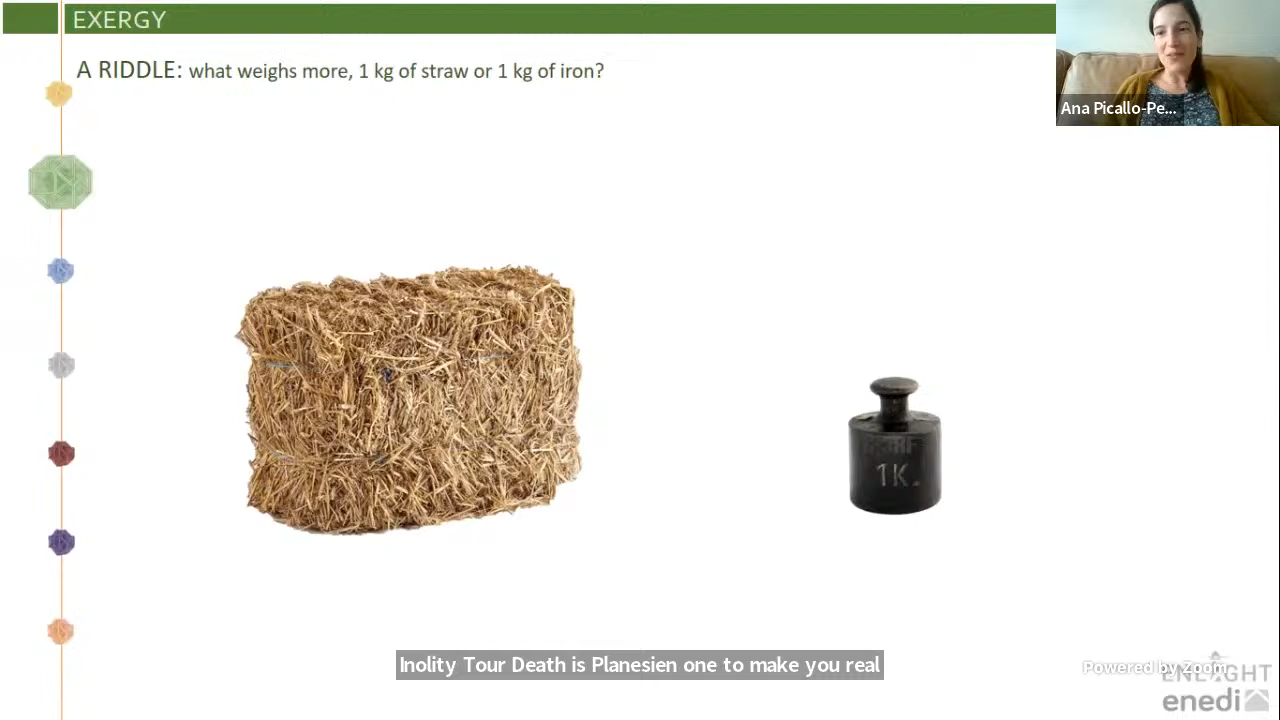 EXERGY
A RIDDLE: what weighs more, 1 kg of straw or 1 kg of iron?
Ana Picallo-Pe...
1K.
Inolity Tour Death is Planesien one to make you real
Powered by Zoom
ENLIGHT
enedi